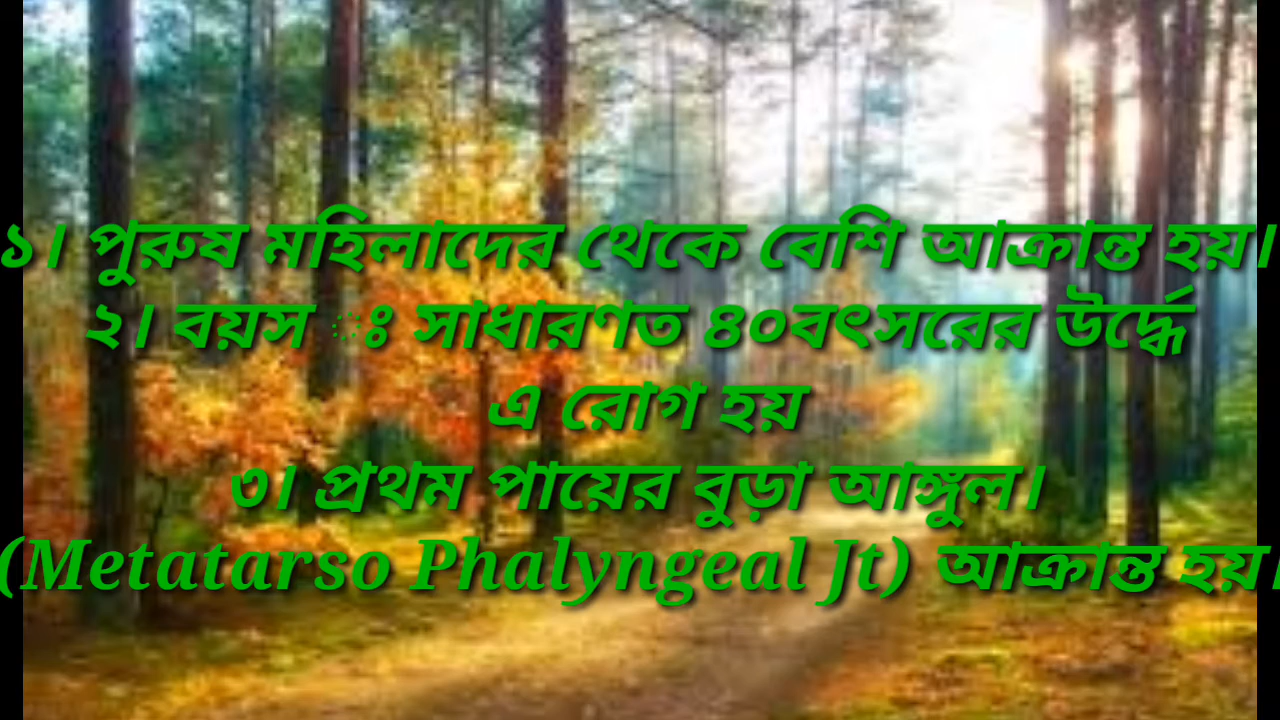 ১। পুরুষ মহিলাদের থেকে বেশি আক্রান্ত হয়।
২। বয়স ঃ সাধারণত ৪০বৎসরের উর্দ্ধে
এ রোগ হয়
৩। প্রথম পায়ের বুড়া আঙ্গুল।
(Metatarso Phalyngeal Jt) আক্রান্ত হয়।